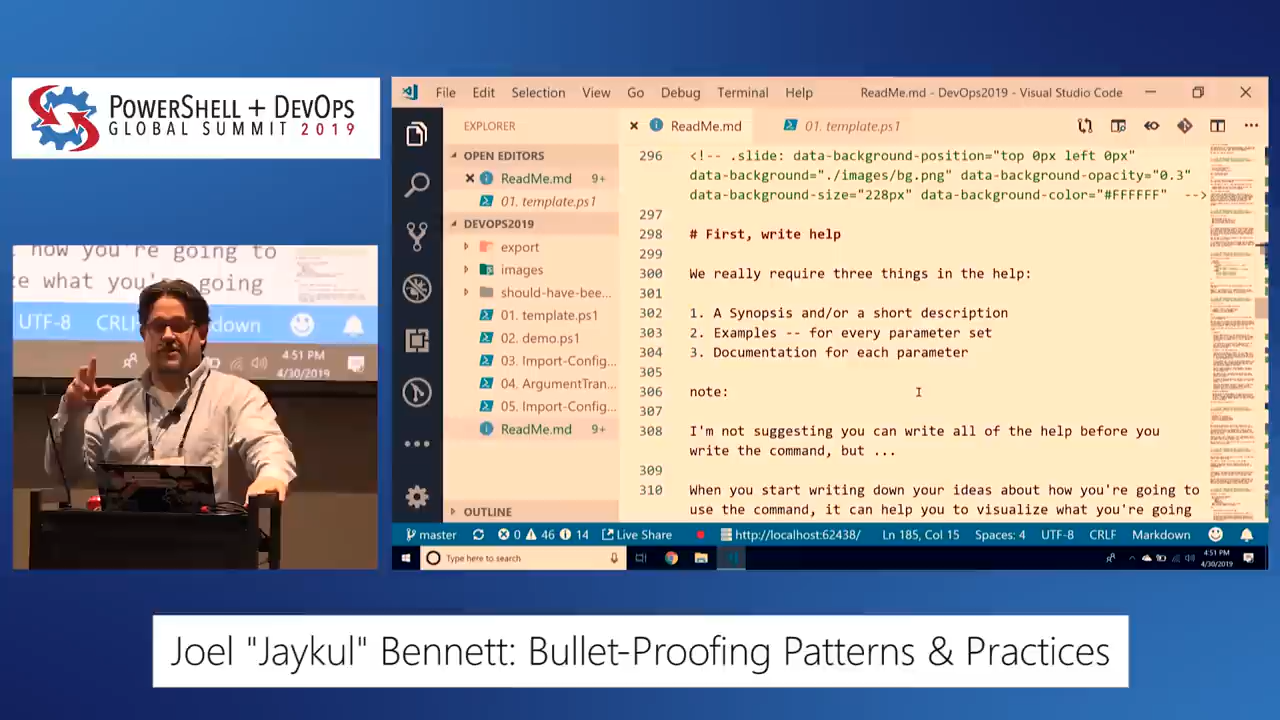 POWERSHELL + DEVOPS
GLOBAL SUMMIT 2019
now you're going to
what you're going
UTF-8
4:51 PM
4/30/2019
File Edit Selection View Go Debug Terminal Help
ReadMe.md - DevOps2019 - Visual Studio Code
EXPLORER
OPEN EDITORS
ReadMe.md 9+
01. template.ps1
DEVOPS2019
export
images
should-have-bee...
01. template.ps1
02. demo.ps1
03. Import-Config...
04. ArgumentTran...
05. Import-Config...
ReadMe.md 9+
OUTLINE
ReadMe.md
01. template.ps1
296 <!-- .slide: data-background-position="top 0px left 0px"
data-background="./images/bg.png" data-background-opacity="0.3"
data-background-size="228px" data-background-color="#FFFFFF" -->
297
298 # First, write help
299
300 We really require three things in the help:
301
302 1. A Synopsis and/or a short description
303 2. Examples -- for every parameter set
304 3. Documentation for each parameter
305
306 note:
307
308 I'm not suggesting you can write all of the help before you
write the command, but ...
309
310 When you start writing down your ideas about how you're going to
use the command, it can help you to visualize what you're going
master 0 46 14 Live Share http://localhost:62438/ Ln 185, Col 15 Spaces: 4 UTF-8 CRLF Markdown
Type here to search
4:51 PM
4/30/2019
Joel "Jaykul" Bennett: Bullet-Proofing Patterns & Practices